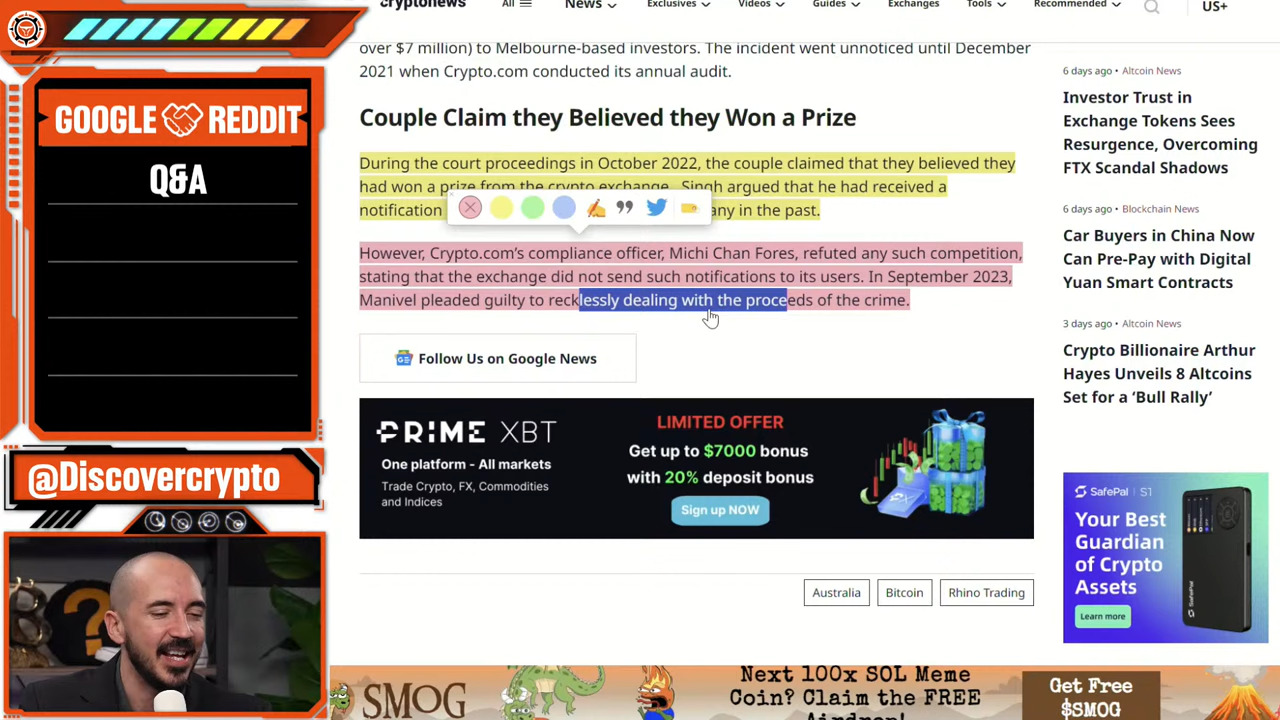 cryptonews
All
News
Exclusives
Videos
Guides
Exchanges
Tools
Recommended
US+
over $7 million) to Melbourne-based investors. The incident went unnoticed until December
2021 when Crypto.com conducted its annual audit.
Couple Claim they Believed they Won a Prize
During the court proceedings in October 2022, the couple claimed that they believed they
had won a prize from the crypto exchange. Singh argued that he had received a
notification any in the past.
However, Crypto.com’s compliance officer, Michi Chan Fores, refuted any such competition,
stating that the exchange did not send such notifications to its users. In September 2023,
Manivel pleaded guilty to recklessly dealing with the proceeds of the crime.
Follow Us on Google News
PRIME XBT
One platform - All markets
Trade Crypto, FX, Commodities
and Indices
LIMITED OFFER
Get up to $7000 bonus
with 20% deposit bonus
Sign up NOW
Australia
Bitcoin
Rhino Trading
6 days ago • Altcoin News
Investor Trust in
Exchange Tokens Sees
Resurgence, Overcoming
FTX Scandal Shadows
6 days ago • Blockchain News
Car Buyers in China Now
Can Pre-Pay with Digital
Yuan Smart Contracts
3 days ago • Altcoin News
Crypto Billionaire Arthur
Hayes Unveils 8 Altcoins
Set for a ‘Bull Rally’
SafePal | S1
Your Best
Guardian
of Crypto
Assets
Learn more
SMOG
Next 100x SOL Meme
Coin? Claim the FREE
Airdrop!
Get Free
$SMOG
GOOGLE REDDIT
Q&A
@Discovercrypto